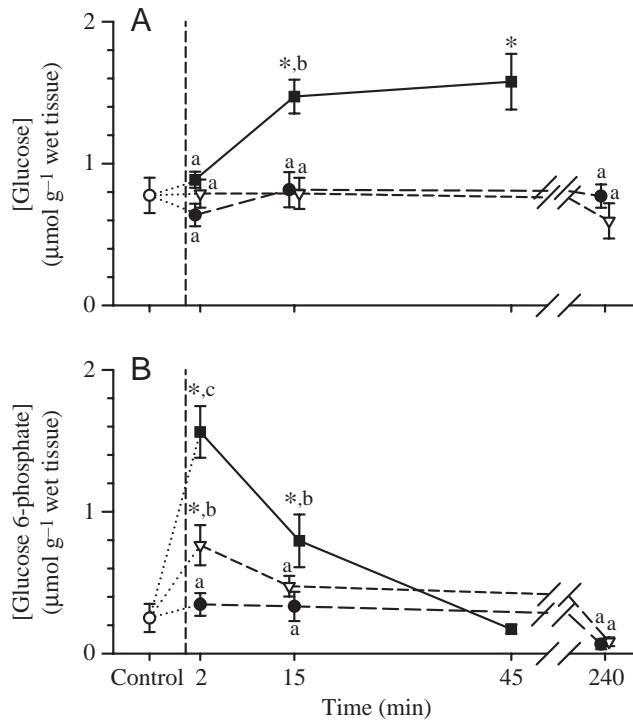 A
2
*
*,b
[Glucose]
(µmol g⁻¹ wet tissue)
a
a a
1
a
a
a
a
0
B
2
*,c
[Glucose 6-phosphate]
(µmol g⁻¹ wet tissue)
*,b
*,b
1
a
a
a
a a
0
Control 2 15 45 240
Time (min)